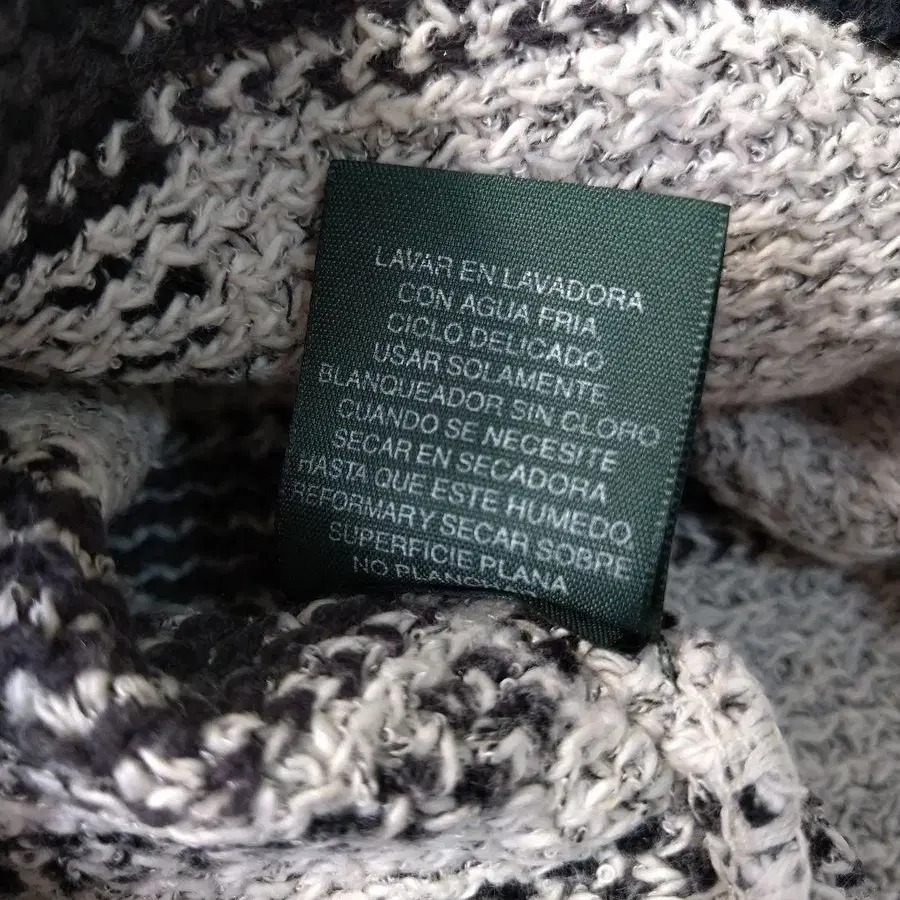 LAVAR EN LAVADORA
CON AGUA FRIA
CICLO DELICADO
USAR SOLAMENTE
BLANQUEADOR SIN CLORO
CUANDO SE NECESITE
SECAR EN SECADORA
HASTA QUE ESTE HUMEDO
REFORMAR Y SECAR SOBRE
SUPERFICIE PLANA
NO